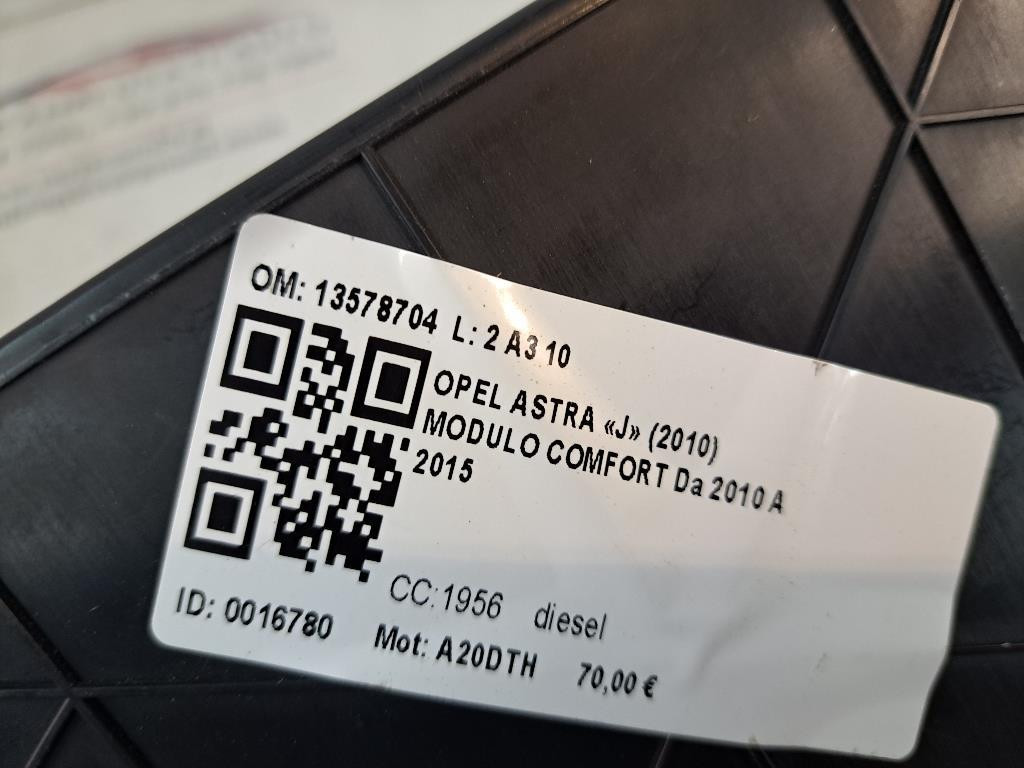 OM: 13578704 L: 2 A3 10
OPEL ASTRA «J» (2010)
MODULO COMFORT Da 2010 A
2015
CC:1956 diesel
ID: 0016780 Mot: A20DTH 70,00 €